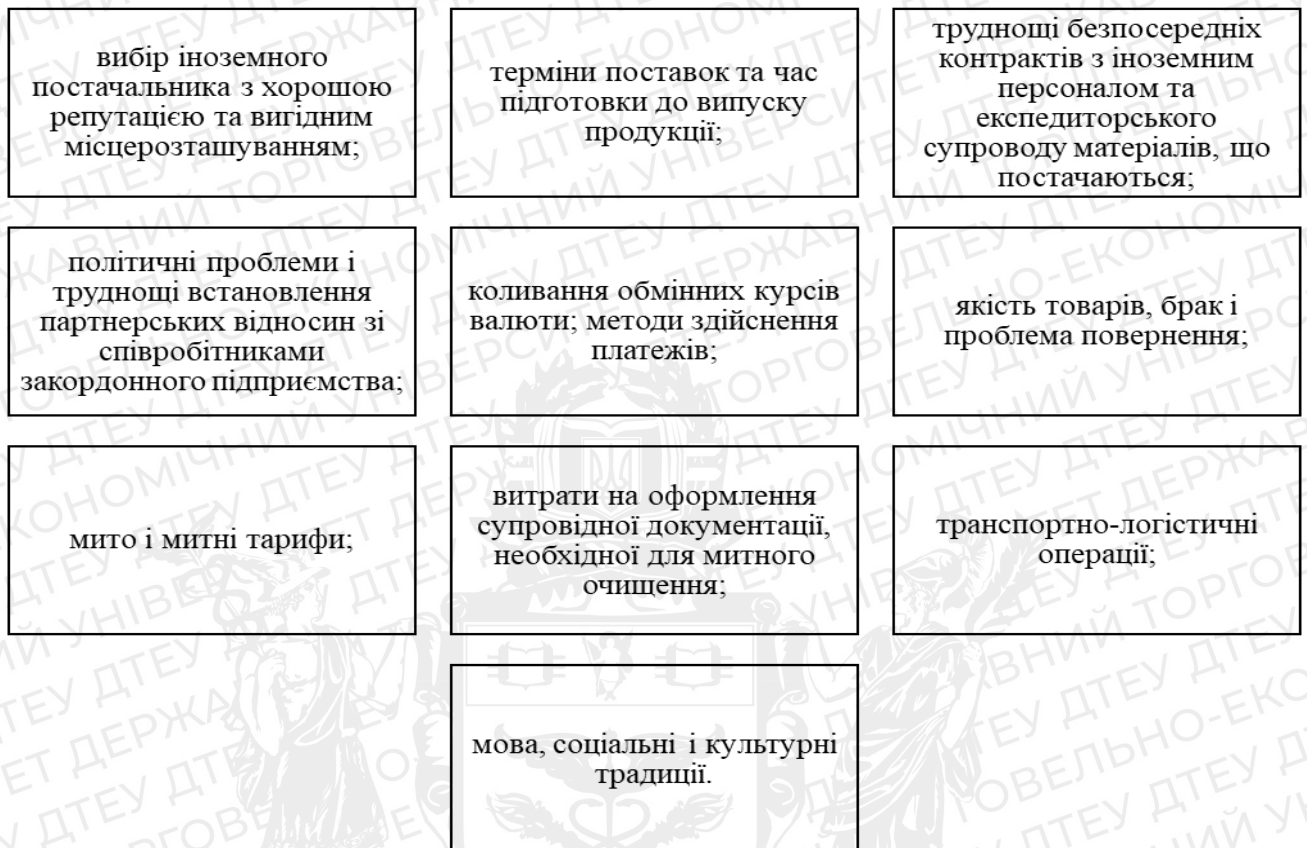 вибір іноземного
постачальника з хорошою
репутацією та вигідним
місцерозташуванням;
терміни поставок та час
підготовки до випуску
продукції;
труднощі безпосередніх
контрактів з іноземним
персоналом та
експедиторського
супроводу матеріалів, що
постачаються;
політичні проблеми і
труднощі встановлення
партнерських відносин зі
співробітниками
закордонного підприємства;
коливання обмінних курсів
валюти; методи здійснення
платежів;
якість товарів, брак і
проблема повернення;
мито і митні тарифи;
витрати на оформлення
супровідної документації,
необхідної для митного
очищення;
транспортно-логістичні
операції;
мова, соціальні і культурні
традиції.